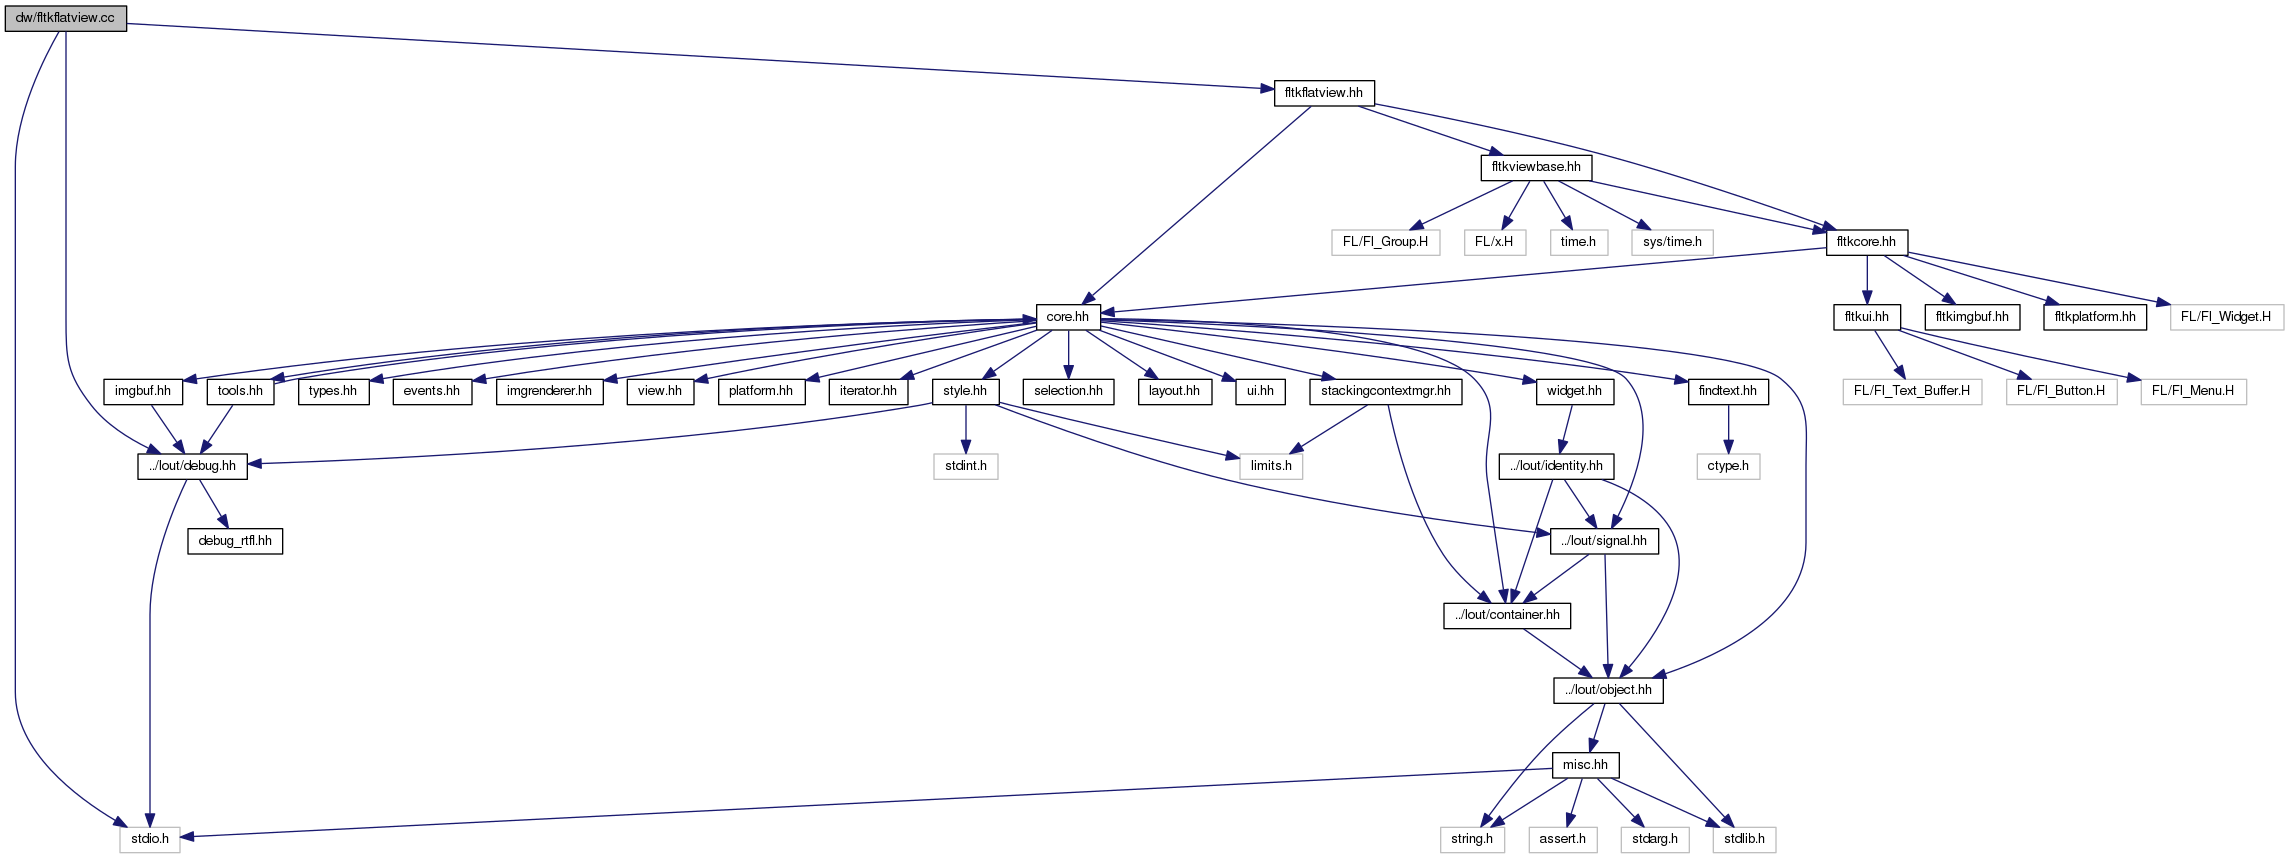 dw/fltkflatview.cc
fltkflatview.hh
fltkviewbase.hh
FL/Fl_Group.H
FL/x.H
time.h
sys/time.h
fltkcore.hh
core.hh
fltkui.hh
fltkimgbuf.hh
fltkplatform.hh
FL/Fl_Widget.H
imgbuf.hh
tools.hh
types.hh
events.hh
imgrenderer.hh
view.hh
platform.hh
iterator.hh
style.hh
selection.hh
layout.hh
ui.hh
stackingcontextmgr.hh
widget.hh
findtext.hh
FL/Fl_Text_Buffer.H
FL/Fl_Button.H
FL/Fl_Menu.H
../lout/debug.hh
stdint.h
limits.h
../lout/identity.hh
ctype.h
debug_rtfl.hh
../lout/signal.hh
../lout/container.hh
../lout/object.hh
misc.hh
stdio.h
string.h
assert.h
stdarg.h
stdlib.h